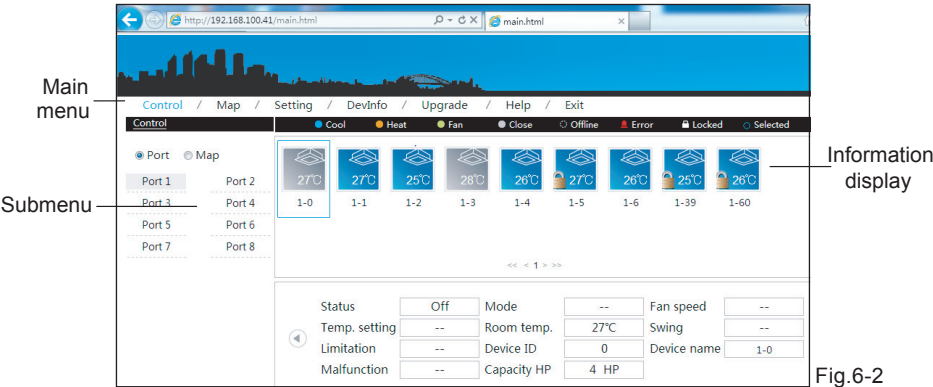 http://192.168.100.41/main.html
main.html
Main menu
Control / Map / Setting / DevInfo / Upgrade / Help / Exit
Control
Cool Heat Fan Close Offline Error Locked Selected
Port Map
Port 1 Port 2
Port 3 Port 4
Port 5 Port 6
Port 7 Port 8
Submenu
27°C 27°C 25°C 28°C 26°C 27°C 26°C 25°C 26°C
1-0 1-1 1-2 1-3 1-4 1-5 1-6 1-39 1-60
<< < 1 > >>
Information display
Status Off Mode -- Fan speed --
Temp. setting -- Room temp. 27°C Swing --
Limitation -- Device ID 0 Device name 1-0
Malfunction -- Capacity HP 4 HP
Fig.6-2